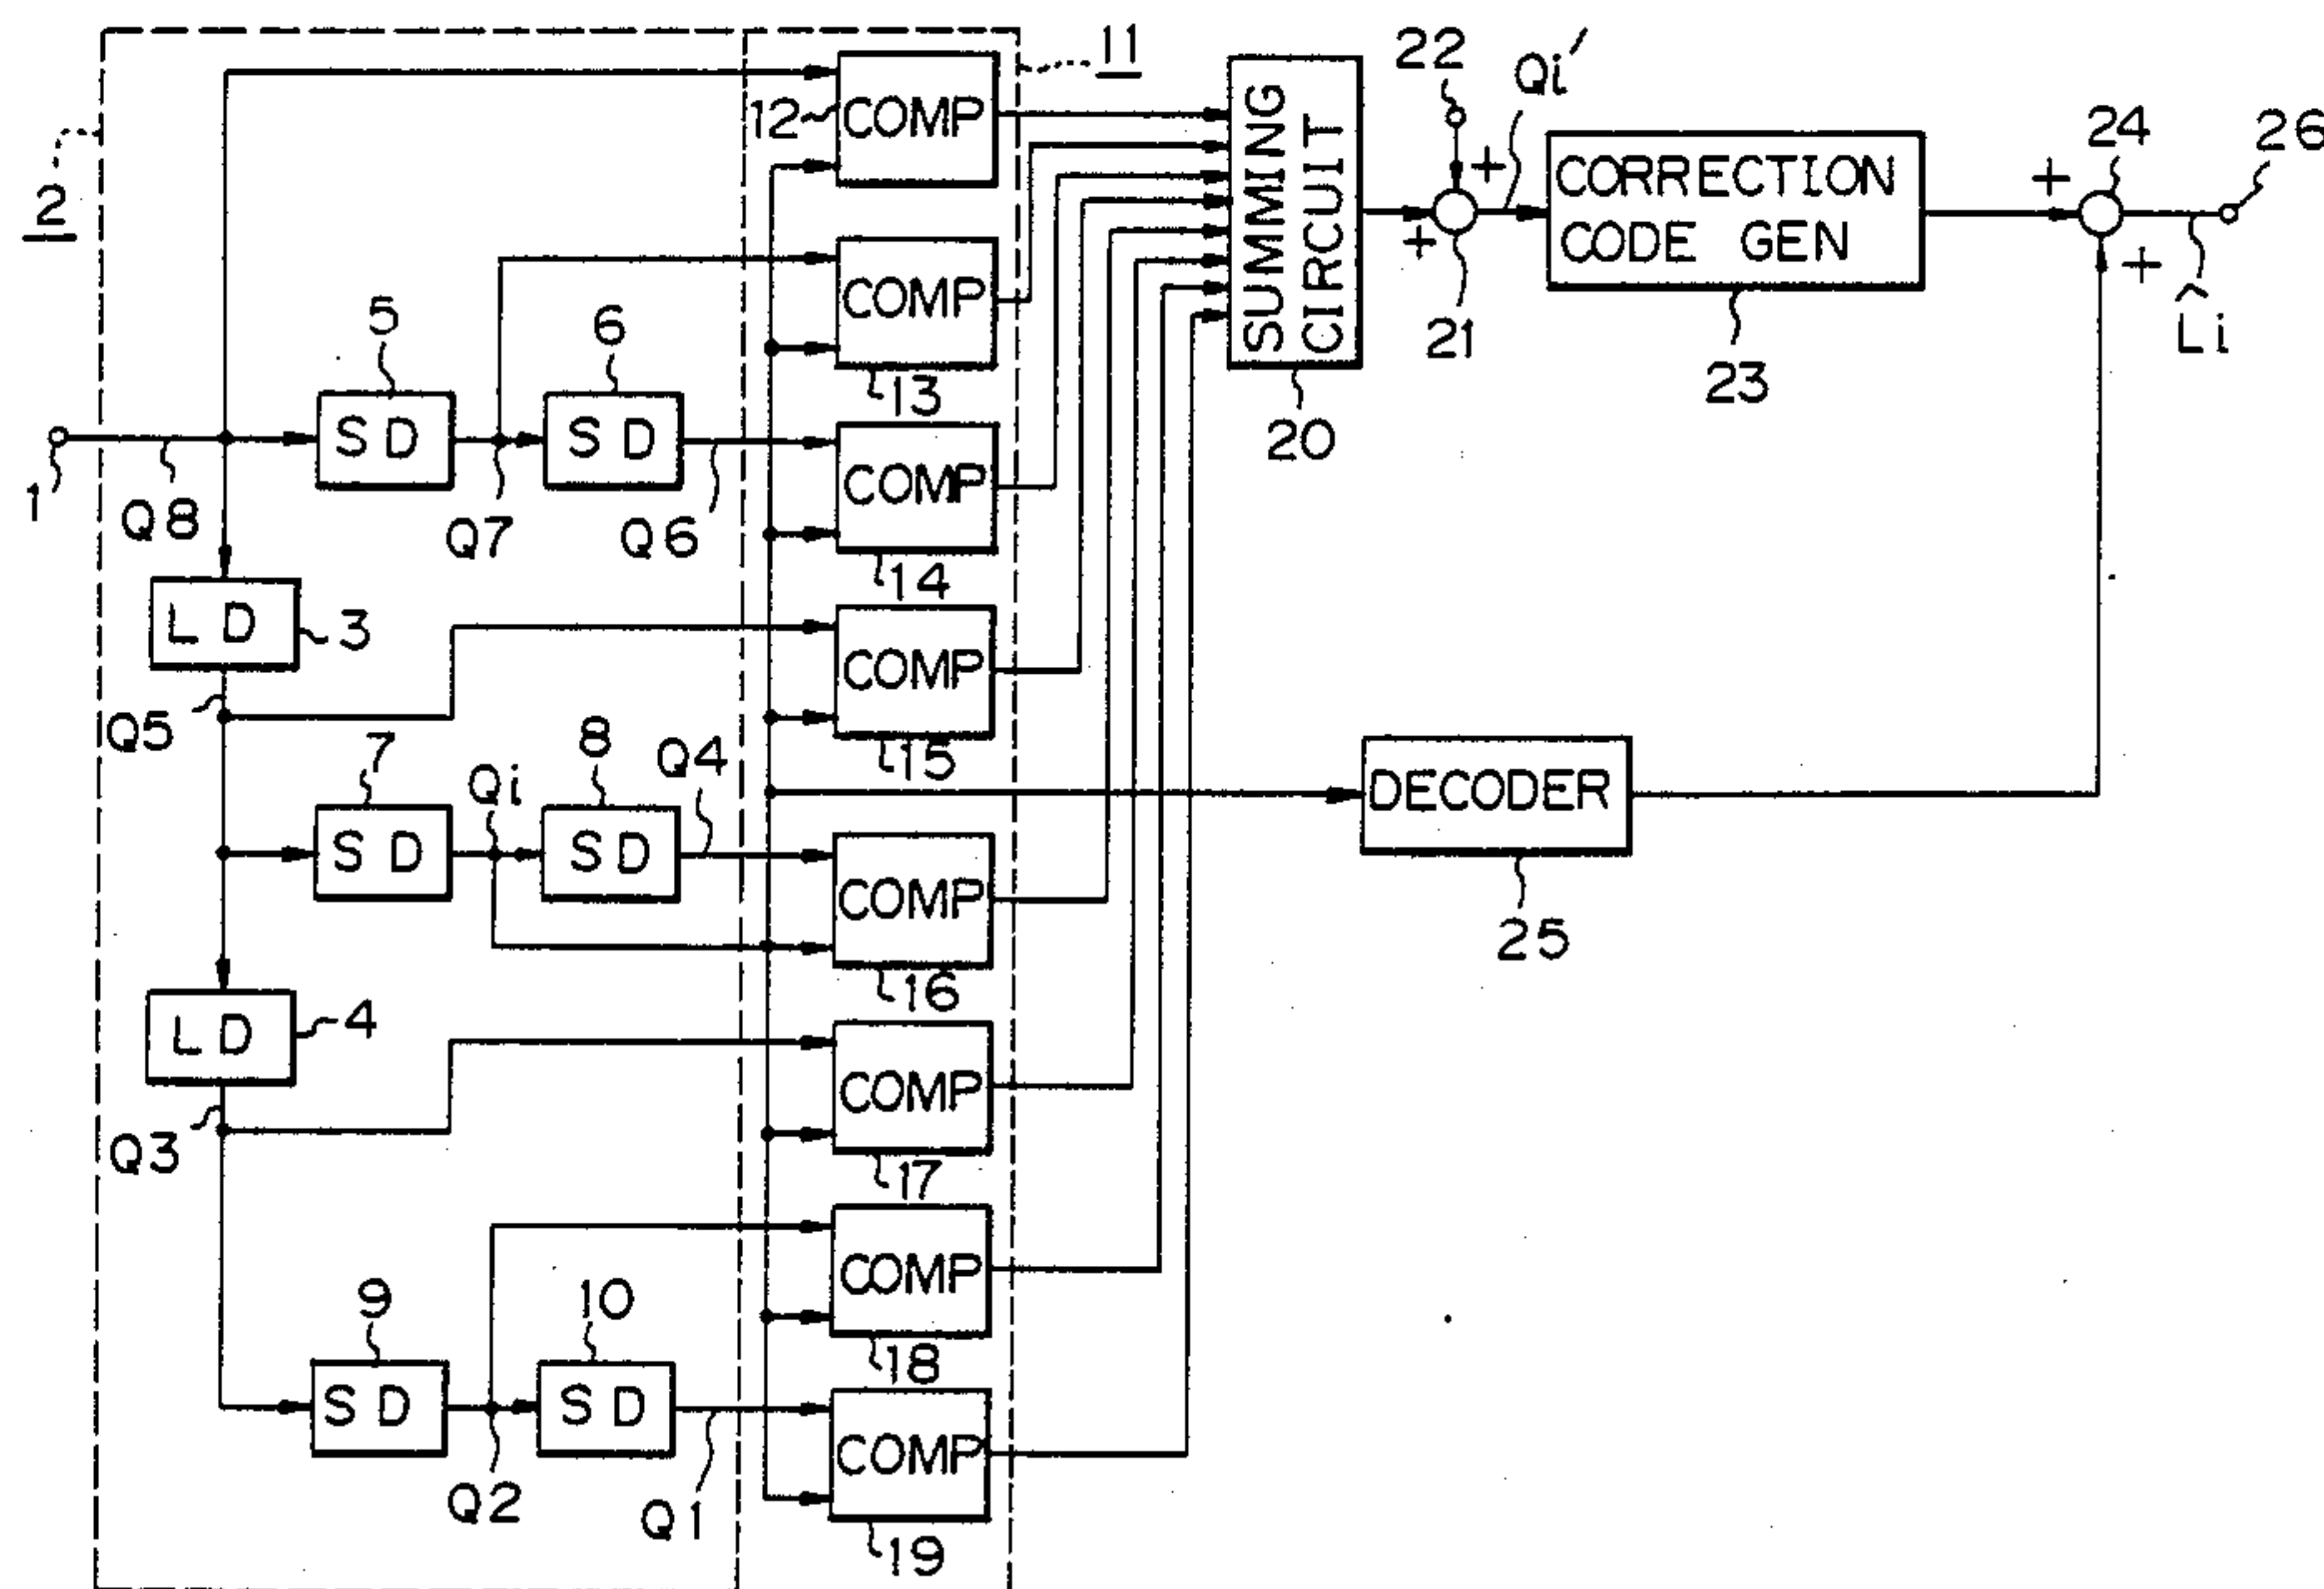 11
22
Qi′
12
COMP
SUMMING CIRCUIT
24
26
2
CORRECTION
CODE GEN
+
+
+
+
COMP
21
Li
5
6
13
23
SD
SD
20
1
Q8
Q7
Q6
COMP
14
LD
3
COMP
Q5
7
Qi
8
Q4
15
DECODER
SD
SD
COMP
25
16
LD
4
COMP
Q3
17
9
10
COMP
18
SD
SD
COMP
Q2
Q1
19